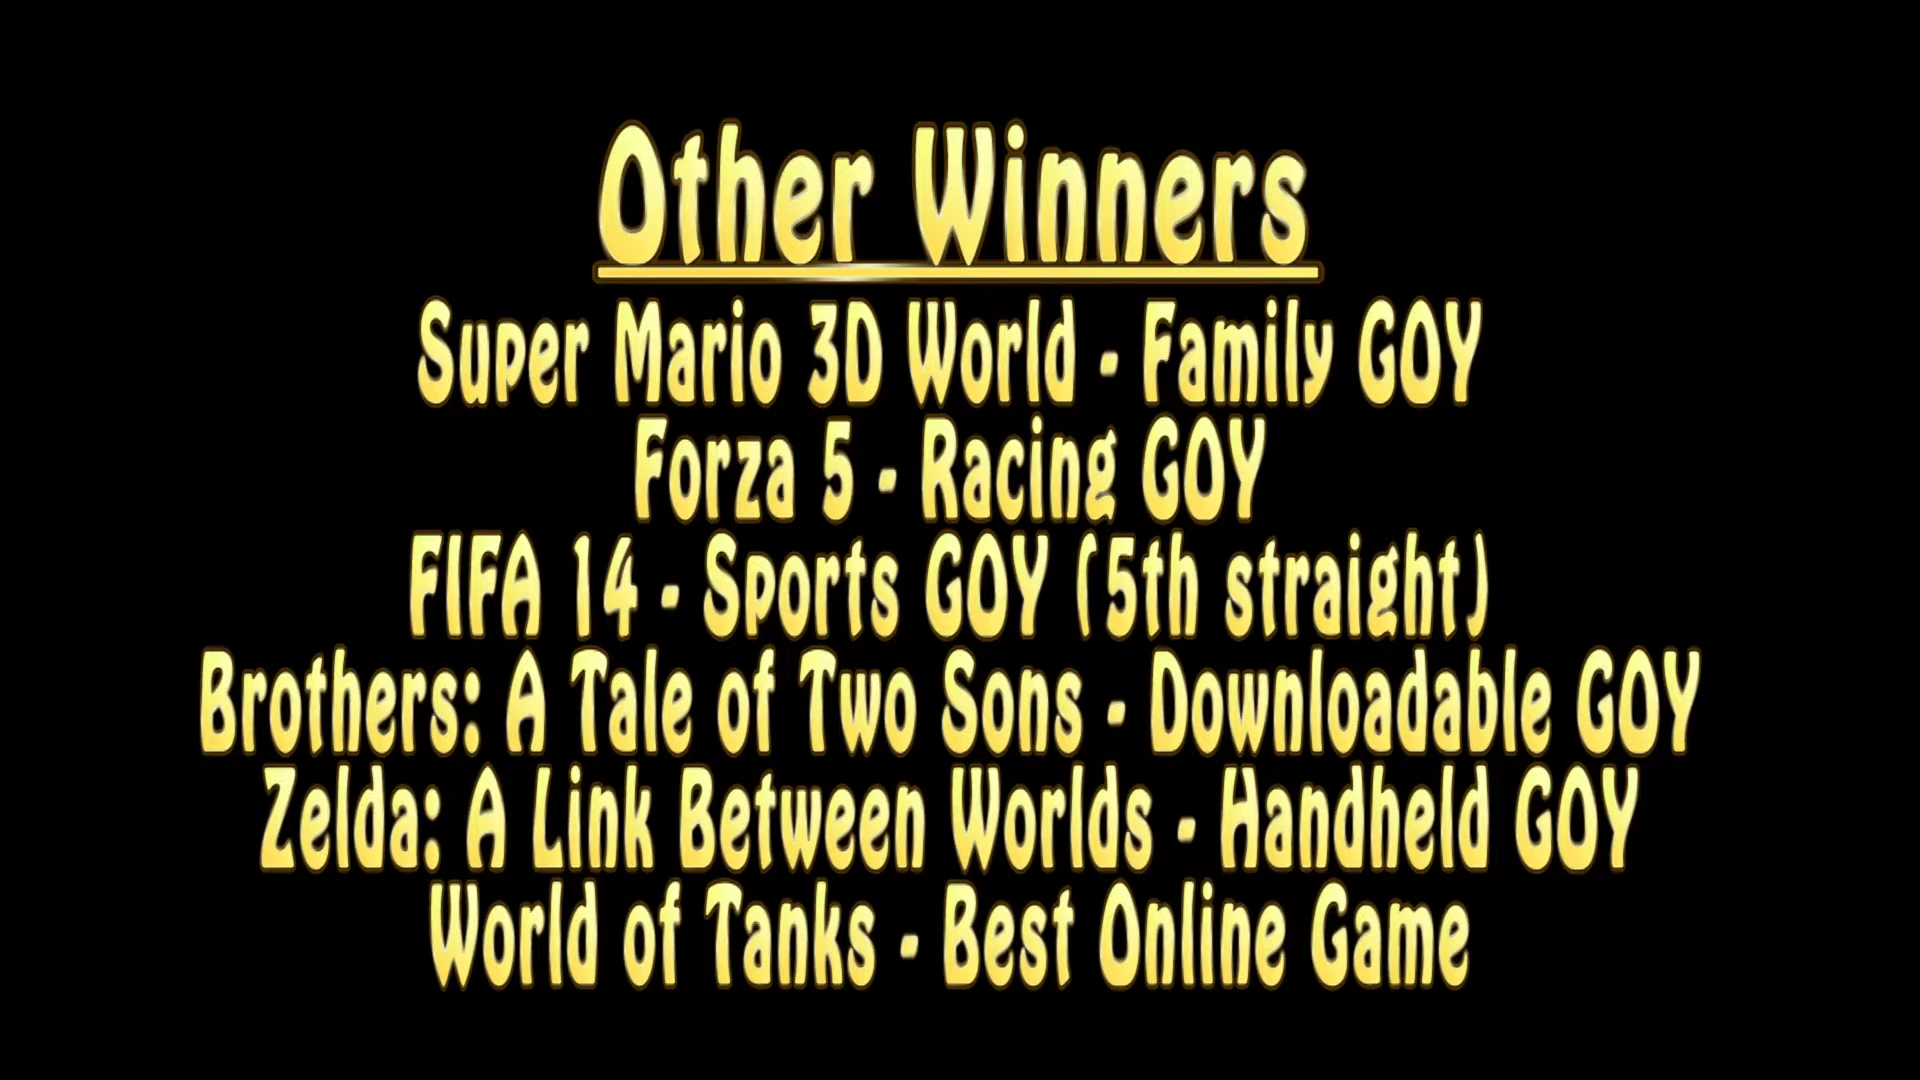 Other Winners
Super Mario 3D World - Family GOY
Forza 5 - Racing GOY
FIFA 14 - Sports GOY (5th straight)
Brothers: A Tale of Two Sons - Downloadable GOY
Zelda: A Link Between Worlds - Handheld GOY
World of Tanks - Best Online Game